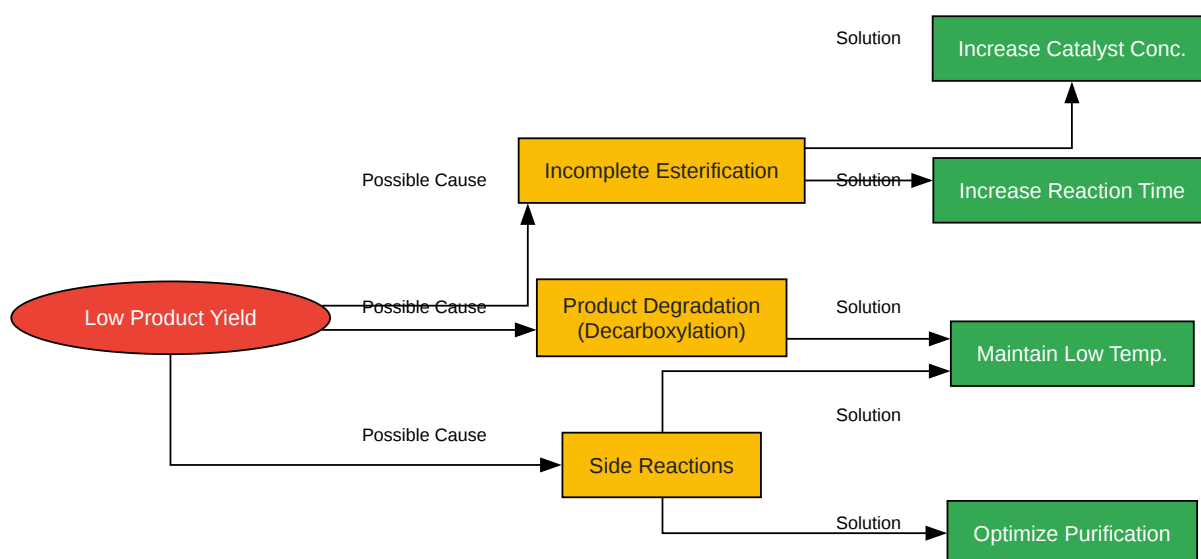 Solution
Increase Catalyst Conc.
Possible Cause
Incomplete Esterification
Solution
Increase Reaction Time
Low Product Yield
Possible Cause
Product Degradation
(Decarboxylation)
Solution
Maintain Low Temp.
Solution
Possible Cause
Side Reactions
Solution
Optimize Purification